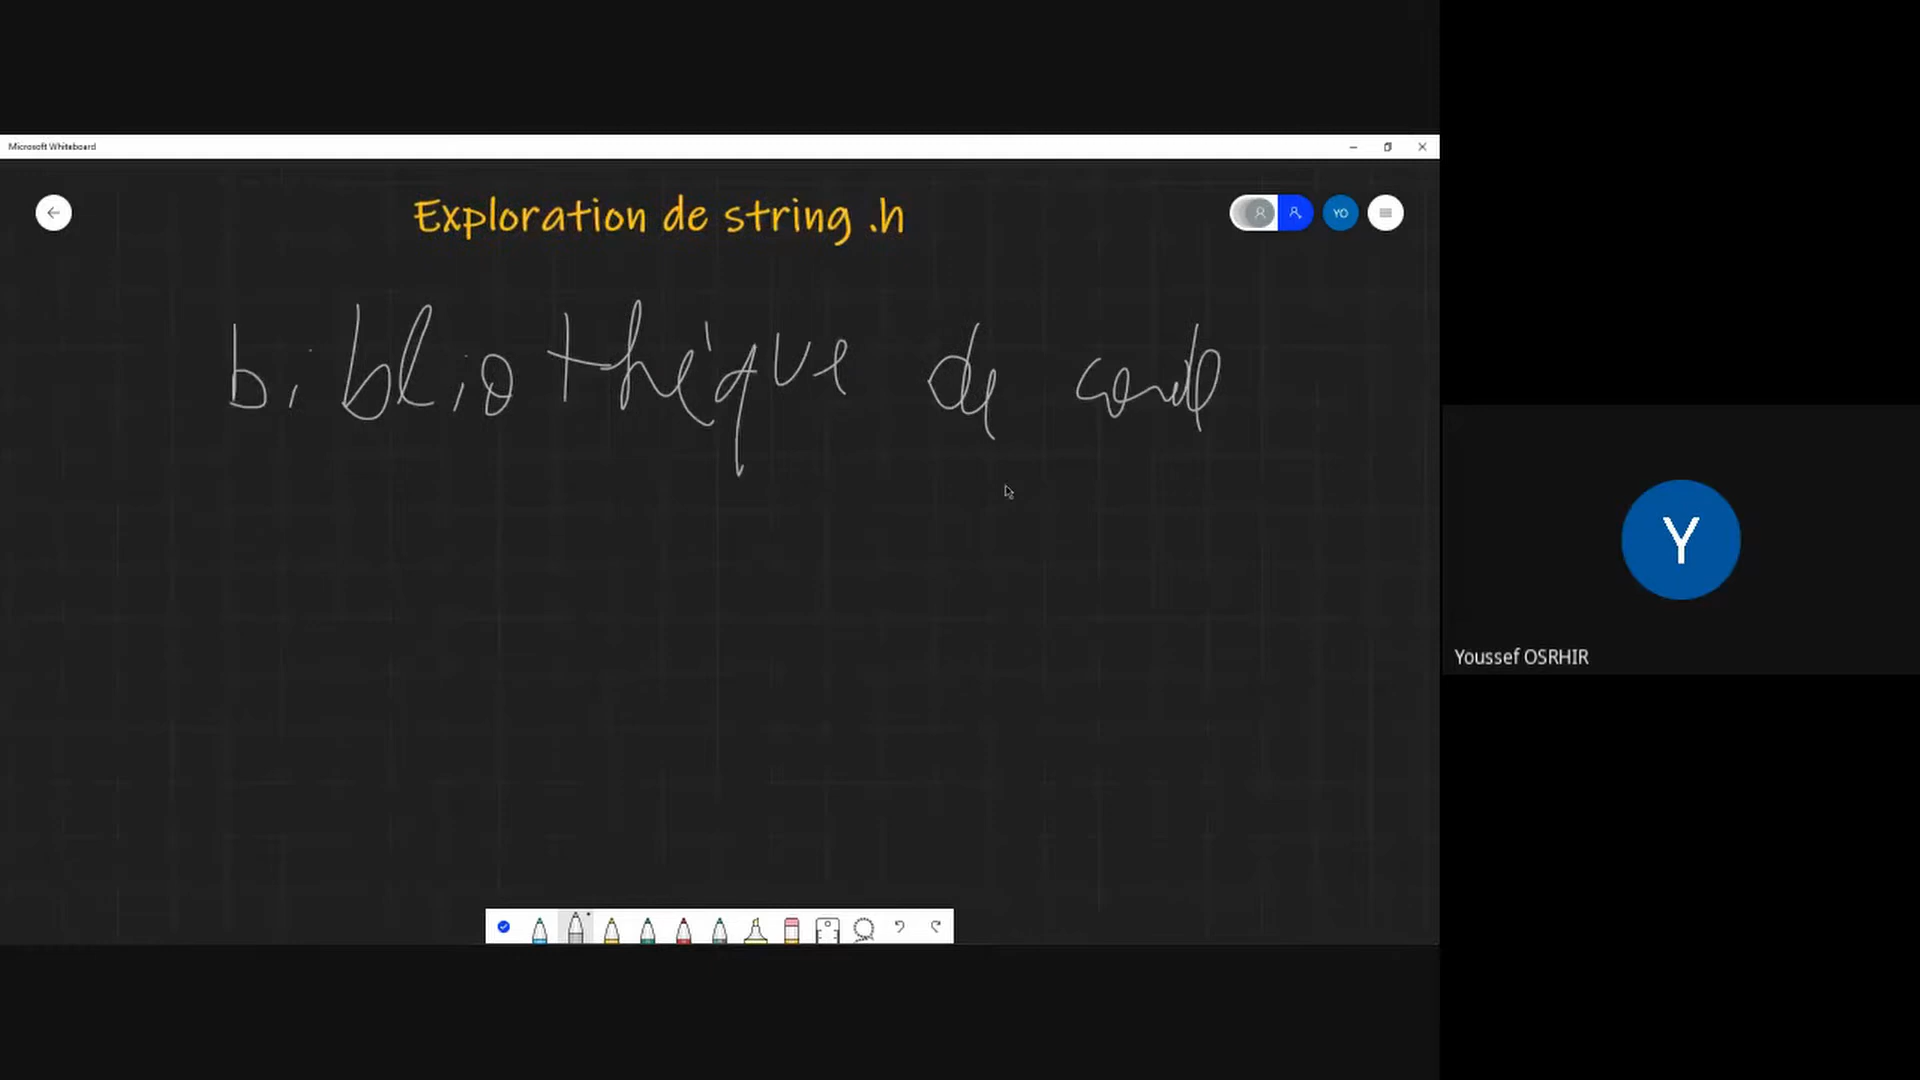 Microsoft Whiteboard
Exploration de string .h
YO
bibliothèque de
Y
Youssef OSRHIR